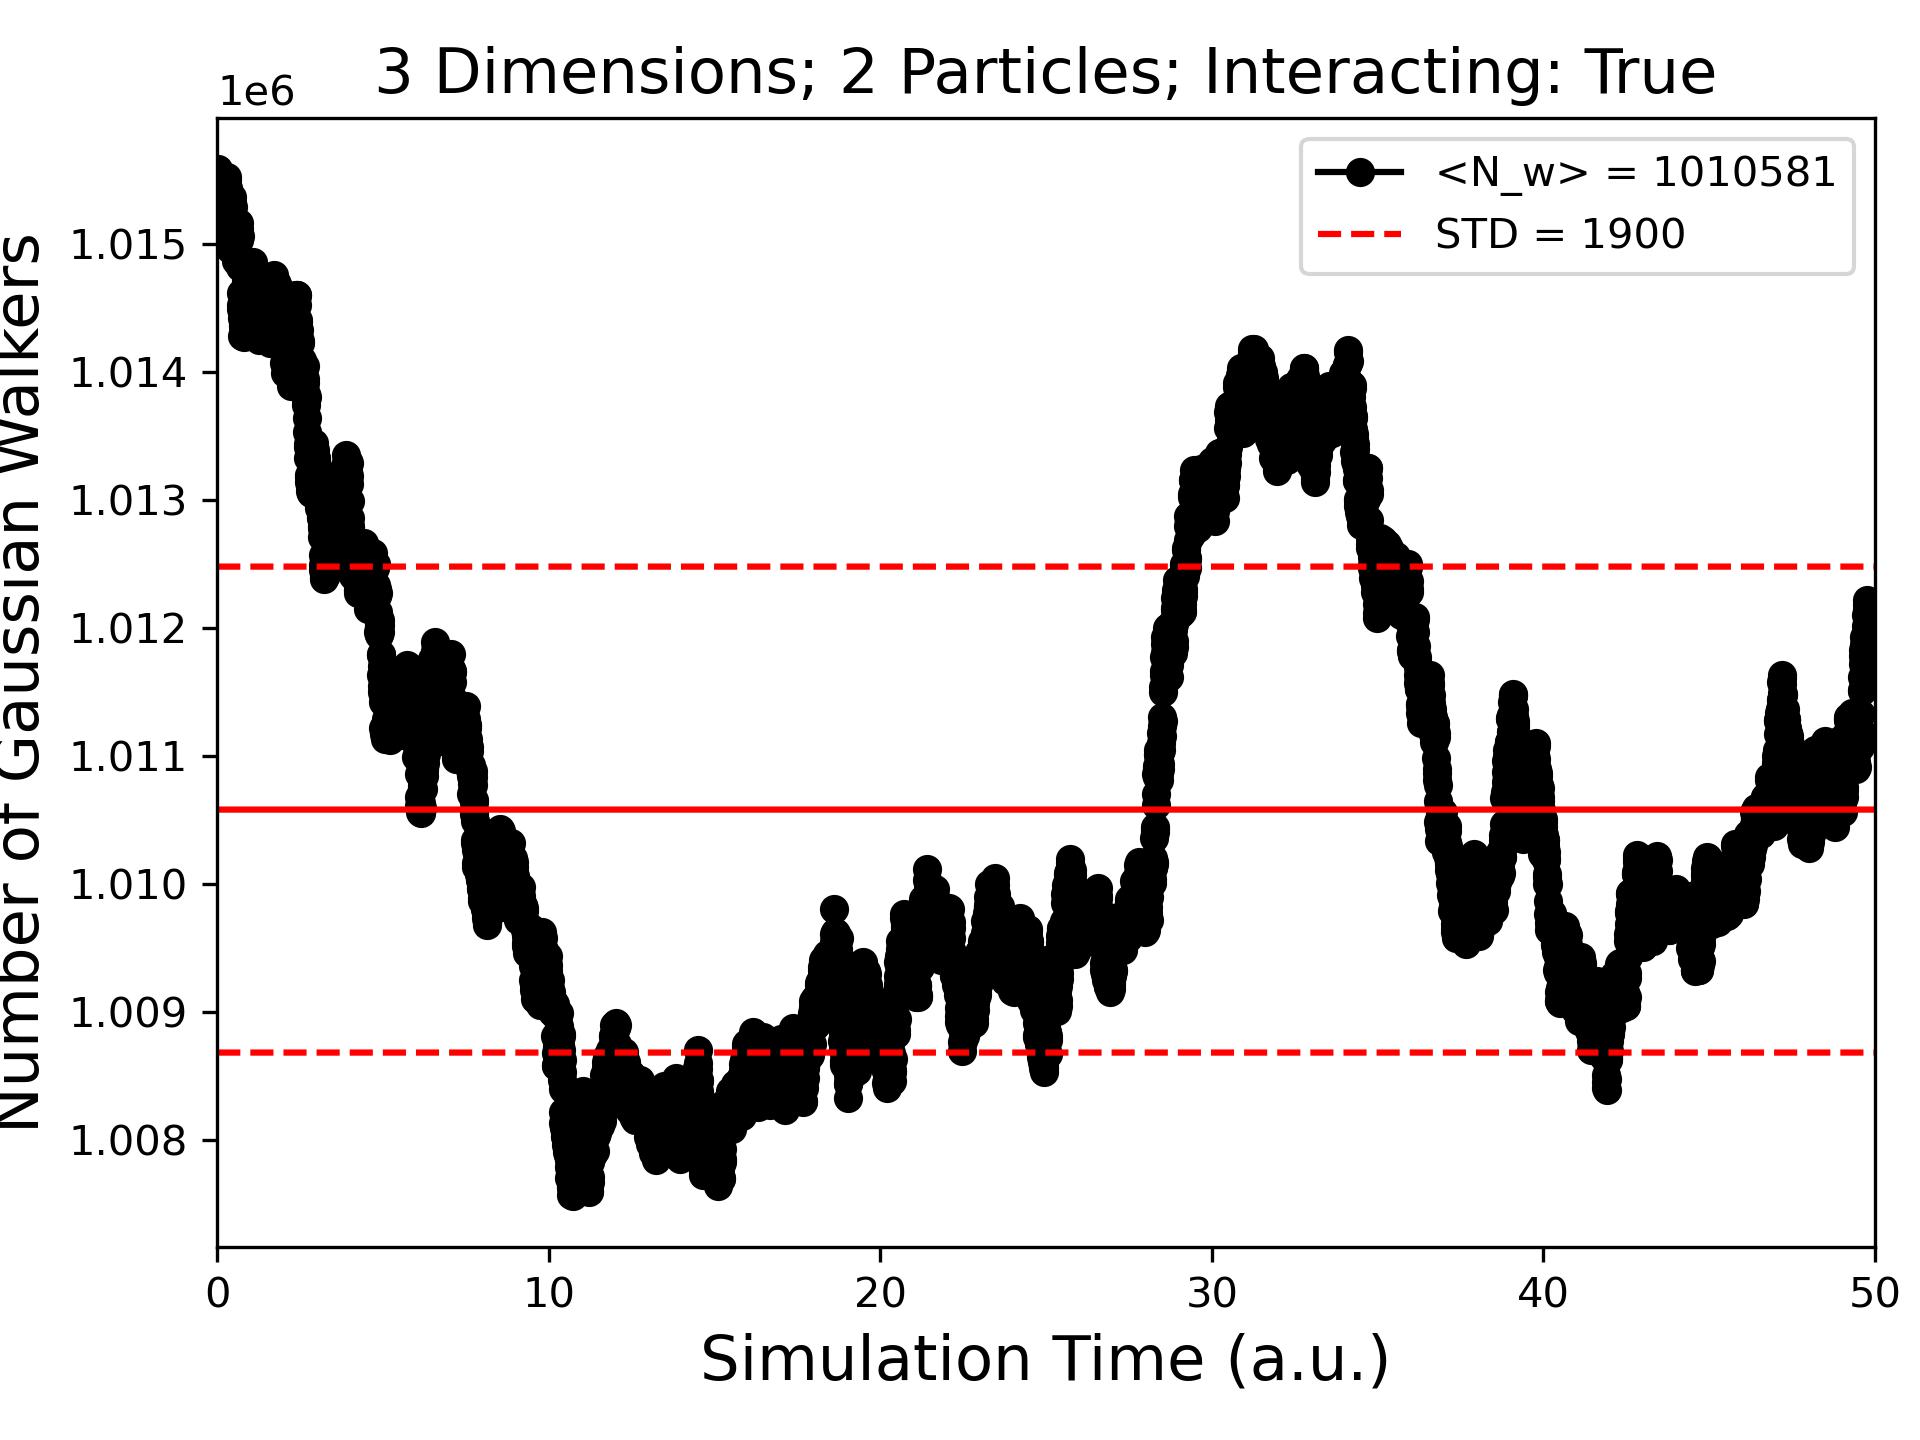 3 Dimensions; 2 Particles; Interacting: True
1e6
<N_w> = 1010581
STD = 1900
Number of Gaussian Walkers
1.015
1.014
1.013
1.012
1.011
1.010
1.009
1.008
0 10 20 30 40 50
Simulation Time (a.u.)